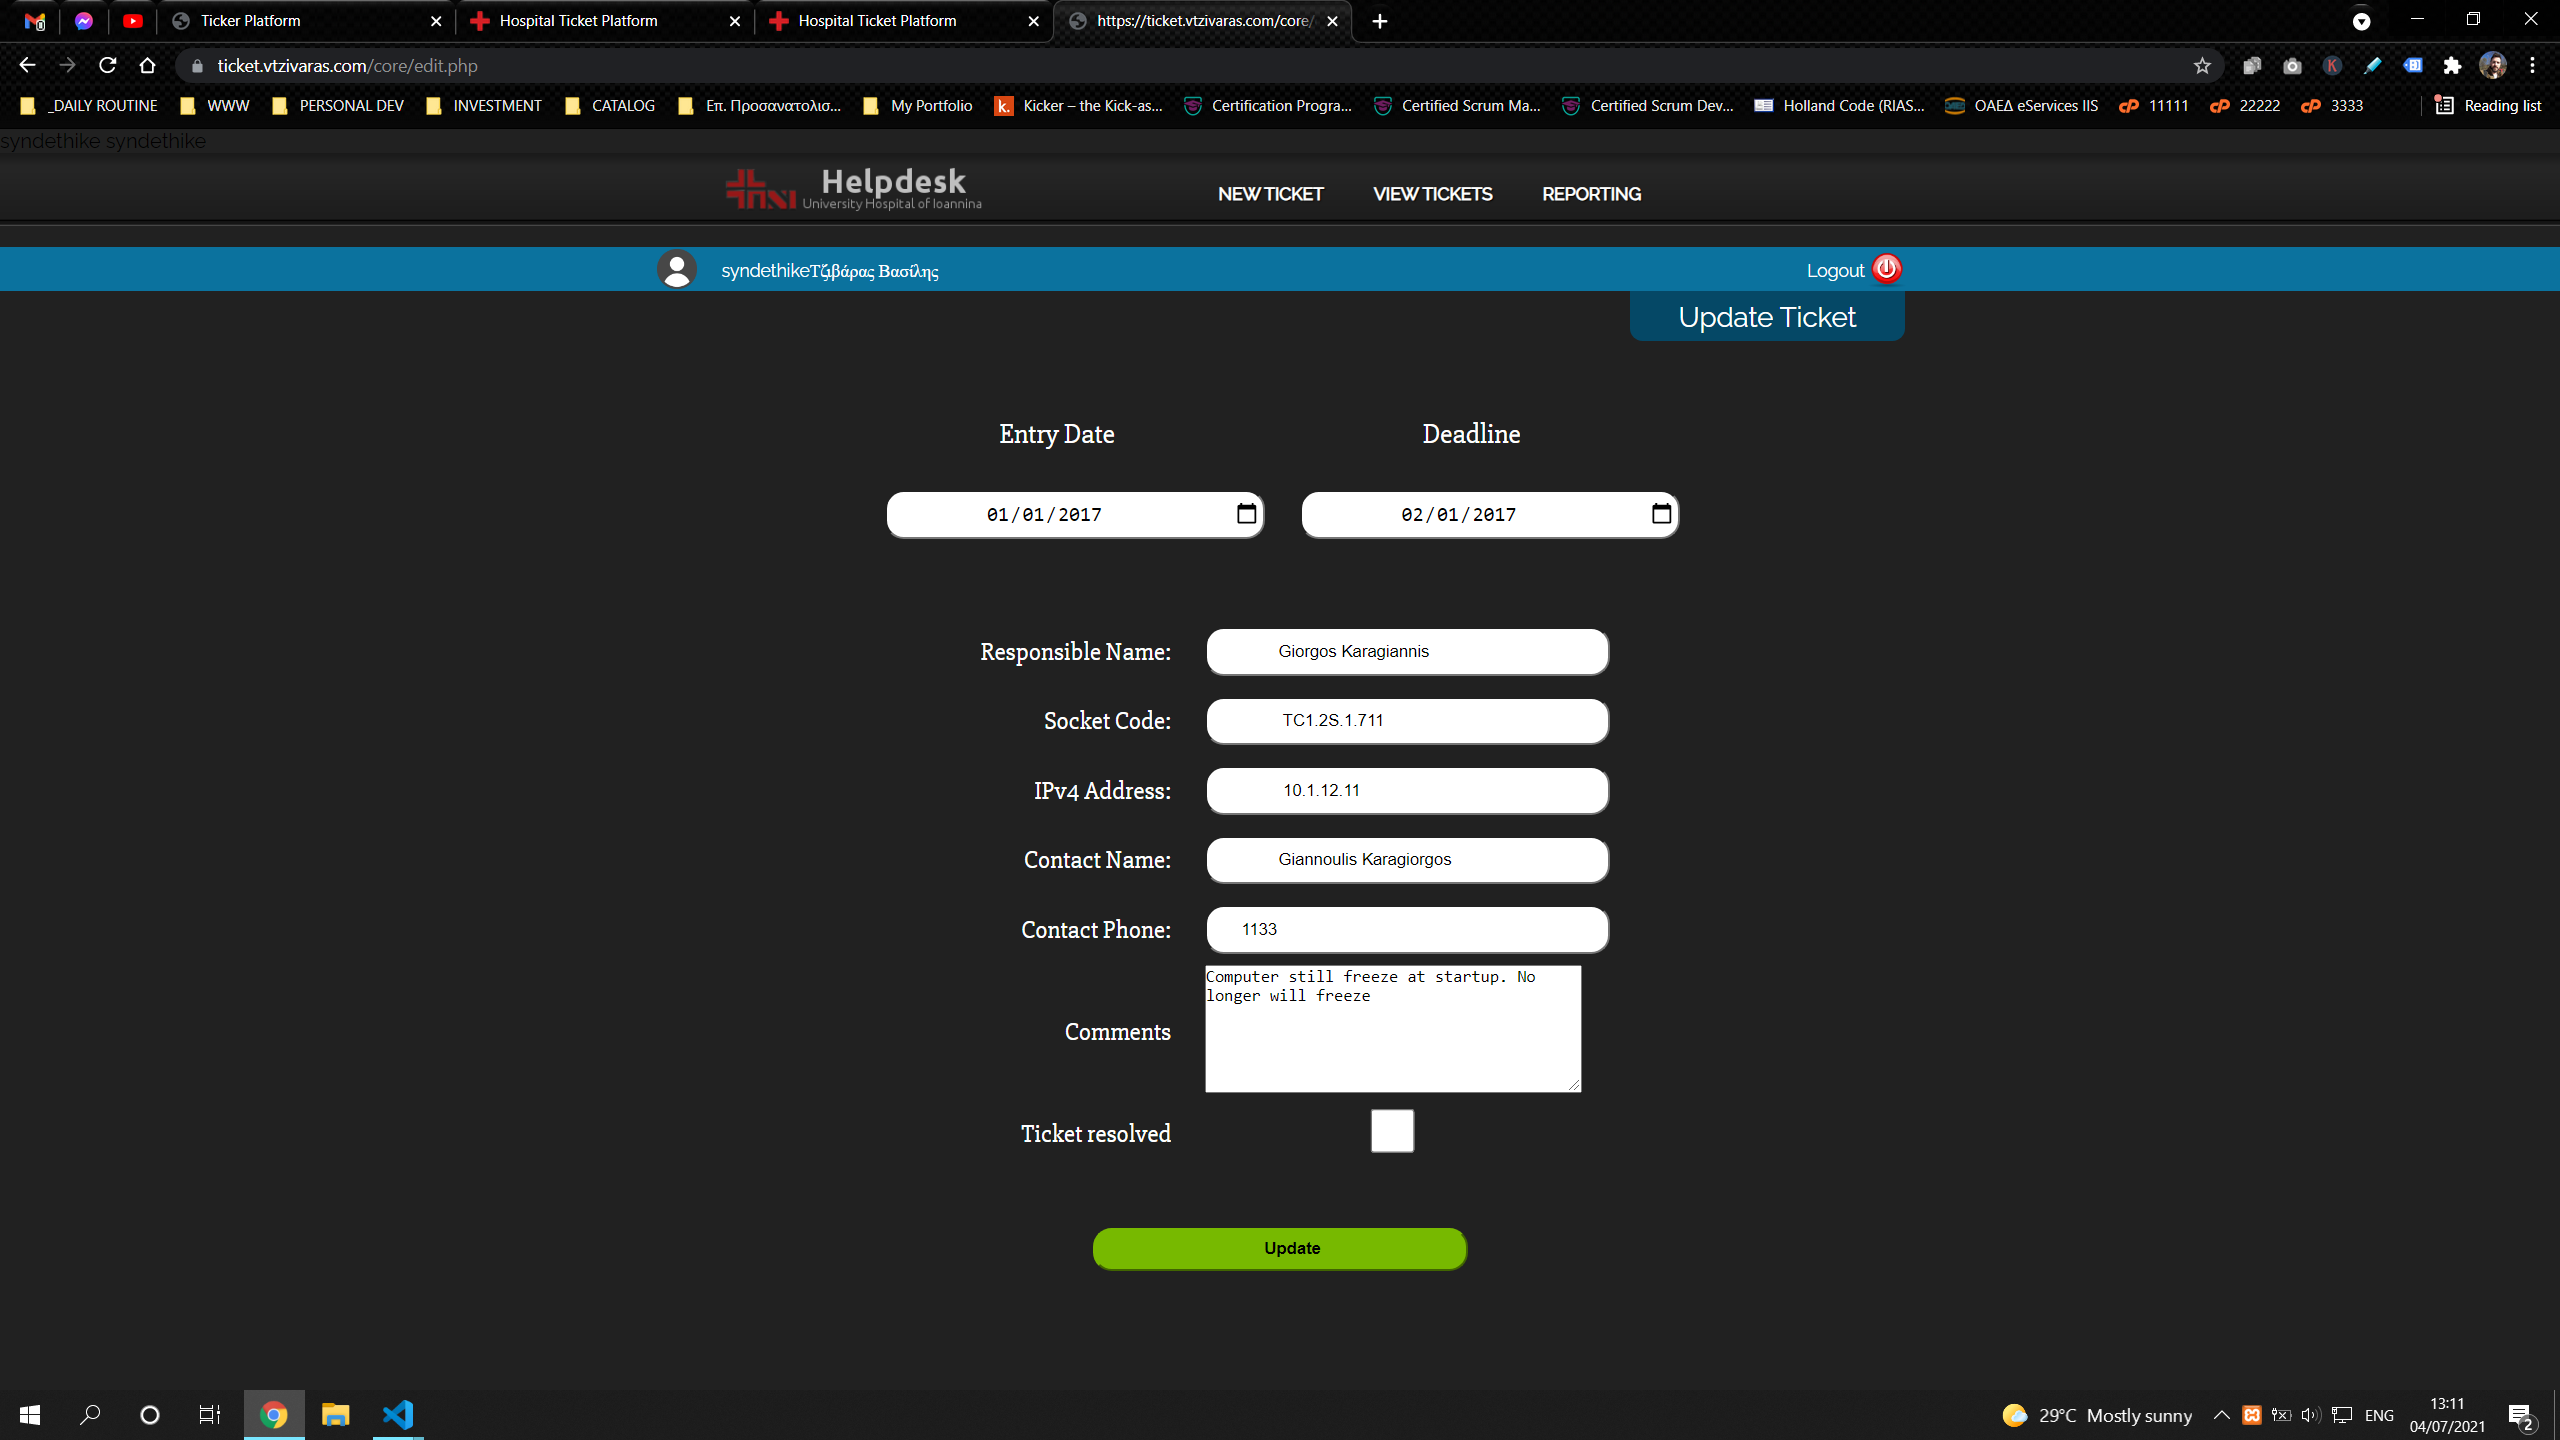 Ticker Platform
Hospital Ticket Platform
Hospital Ticket Platform
https://ticket.vtzivaras.com/core/
ticket.vtzivaras.com/core/edit.php
_DAILY ROUTINE
WWW
PERSONAL DEV
INVESTMENT
CATALOG
Επ. Προσανατολισ...
My Portfolio
k.
Kicker – the Kick-as...
Certification Progra...
Certified Scrum Ma...
Certified Scrum Dev...
Holland Code (RIAS...
ΟΑΕΔ eServices IIS
11111
22222
3333
Reading list
syndethike syndethike
Helpdesk
University Hospital of Ioannina
NEW TICKET
VIEW TICKETS
REPORTING
syndethikeΤζιβάρας Βασίλης
Logout
Update Ticket
Entry Date
Deadline
01/01/2017
02/01/2017
Responsible Name:
Giorgos Karagiannis
Socket Code:
TC1.2S.1.711
IPv4 Address:
10.1.12.11
Contact Name:
Giannoulis Karagiorgos
Contact Phone:
1133
Comments
Computer still freeze at startup. No
longer will freeze
Ticket resolved
Update
29°C Mostly sunny
ENG
13:11
04/07/2021
2